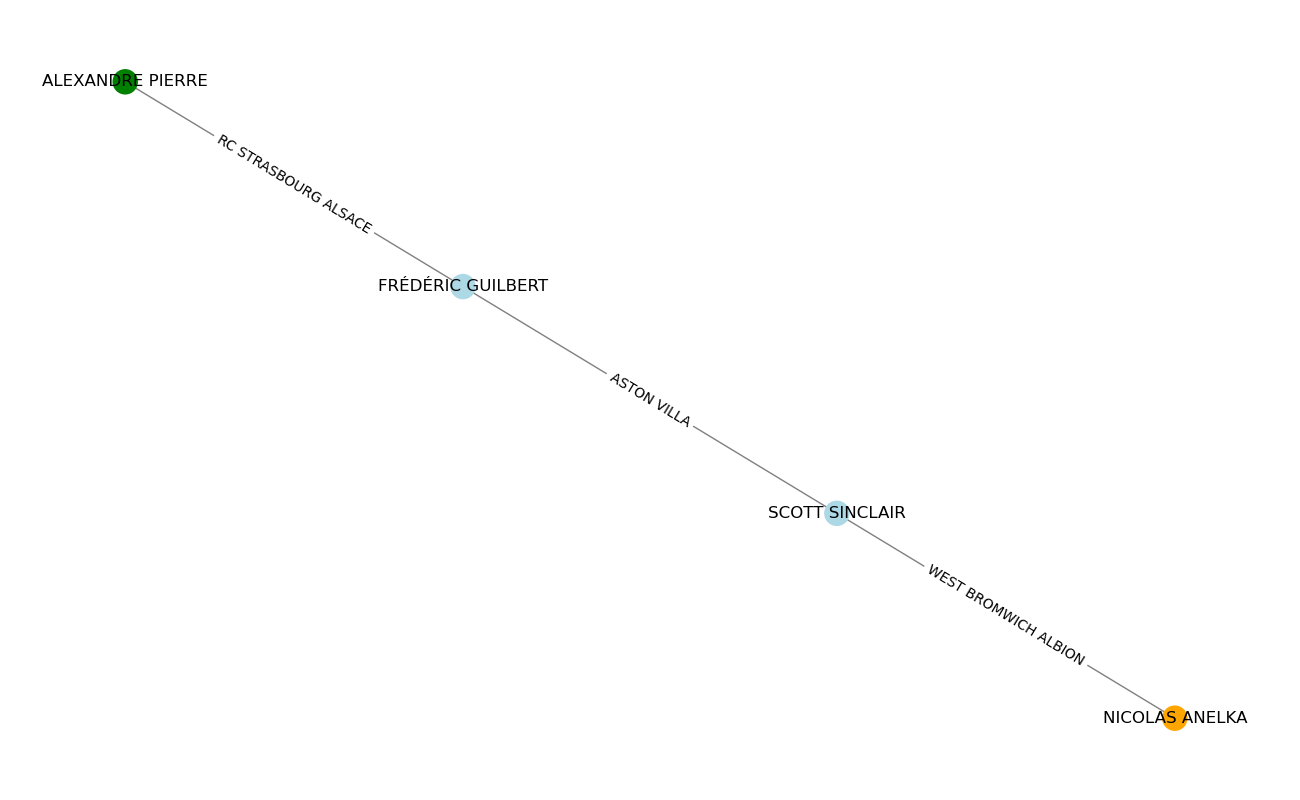 ALEXANDRE PIERRE
RC STRASBOURG ALSACE
FRÉDÉRIC GUILBERT
ASTON VILLA
SCOTT SINCLAIR
WEST BROMWICH ALBION
NICOLAS ANELKA